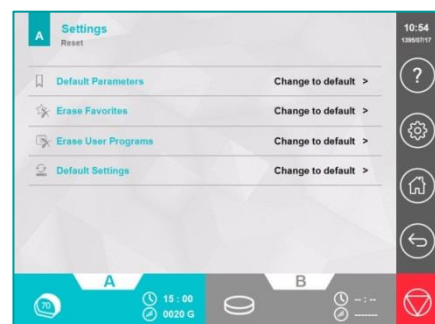 A
Settings
Reset
10:54
1395/07/17
?
Default Parameters Change to default >
Erase Favorites Change to default >
Erase User Programs Change to default >
Default Settings Change to default >
A
70
15 : 00
0020 G
B
-- : --
-------